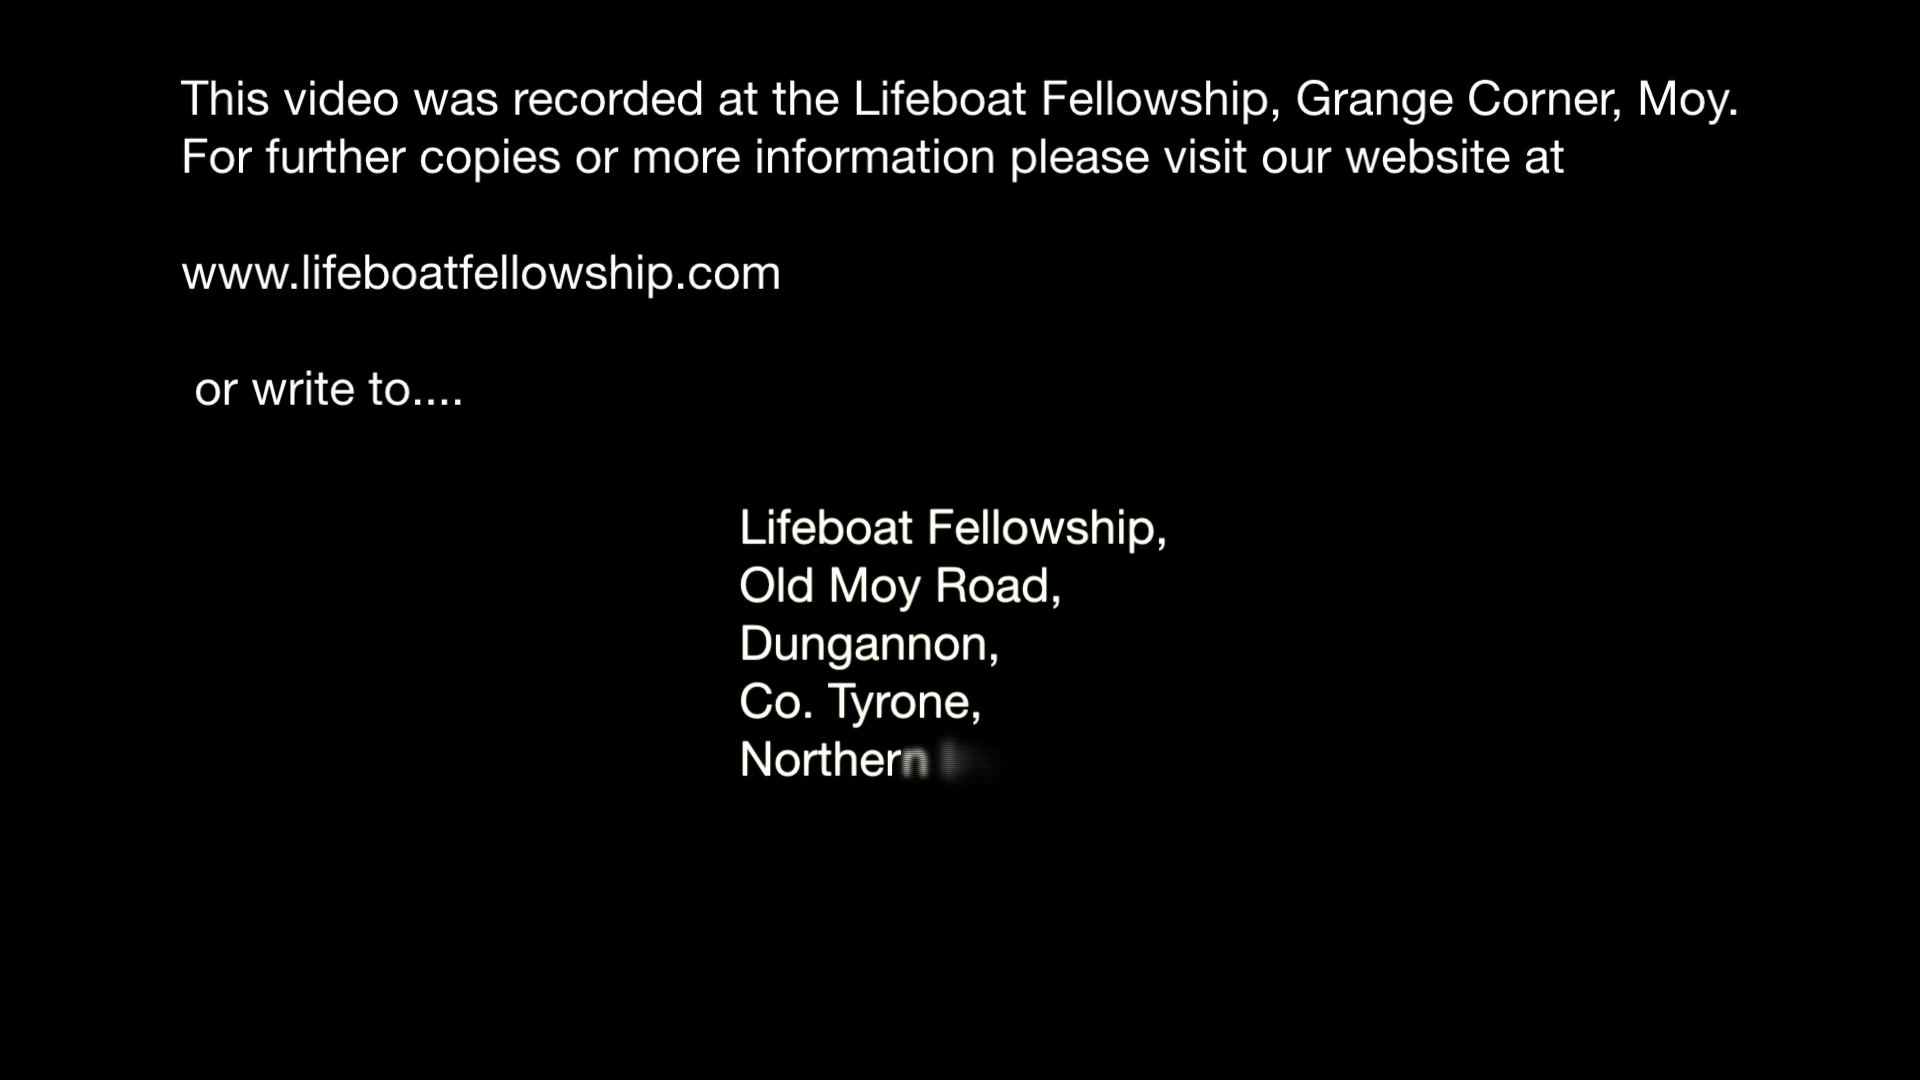 This video was recorded at the Lifeboat Fellowship, Grange Corner, Moy.
For further copies or more information please visit our website at
www.lifeboatfellowship.com
or write to....
Lifeboat Fellowship,
Old Moy Road,
Dungannon,
Co. Tyrone,
Northern